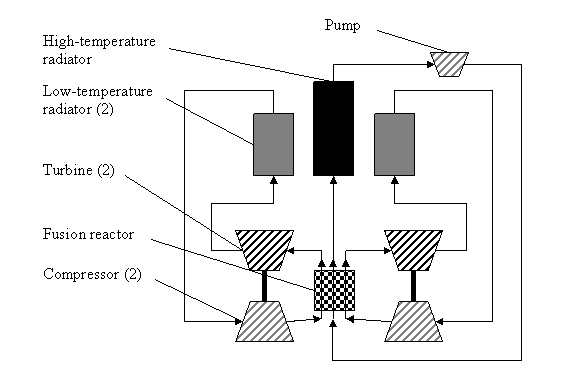 Pump
High-temperature
radiator
Low-temperature
radiator (2)
Turbine (2)
Fusion reactor
Compressor (2)